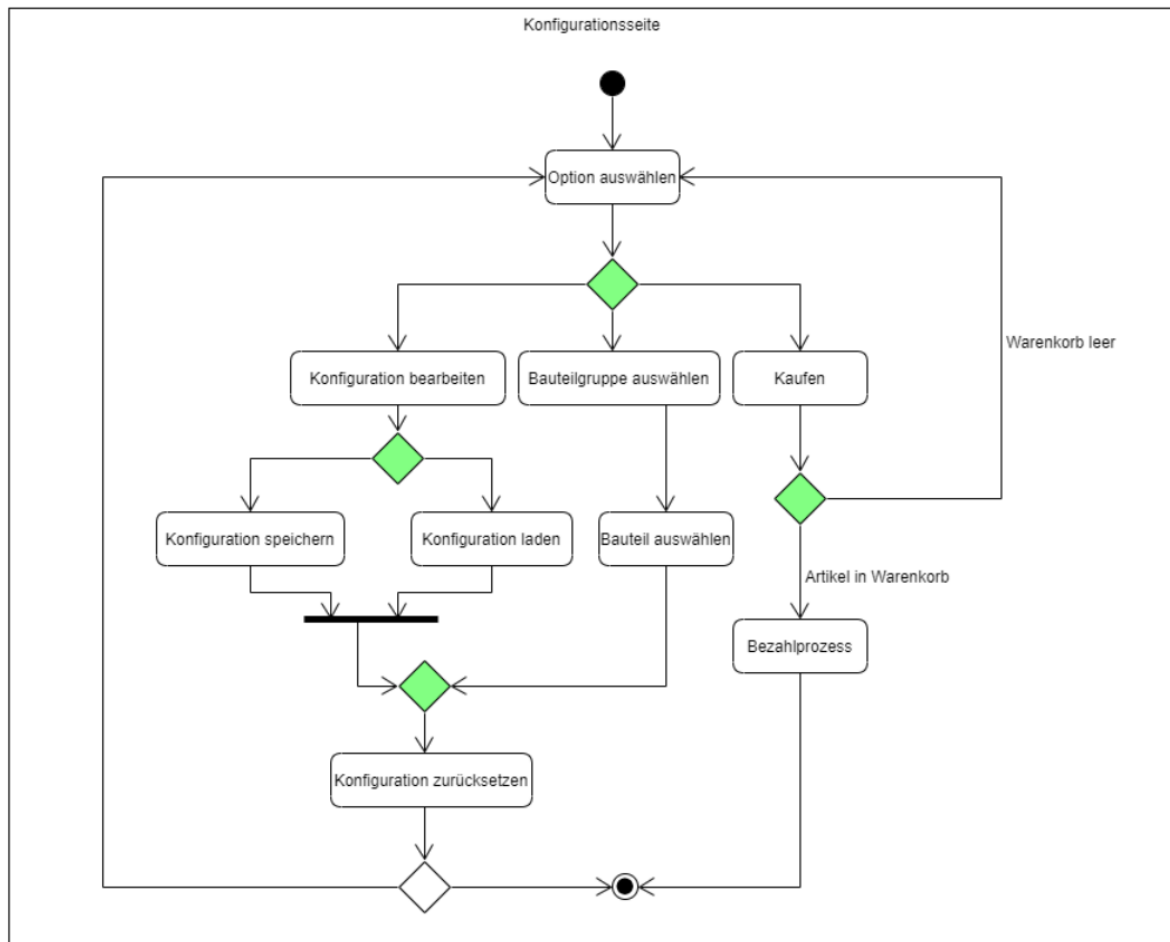 Konfigurationsseite
Option auswählen
Warenkorb leer
Konfiguration bearbeiten
Bauteilgruppe auswählen
Kaufen
Konfiguration speichern
Konfiguration laden
Bauteil auswählen
Artikel in Warenkorb
Bezahlprozess
Konfiguration zurücksetzen